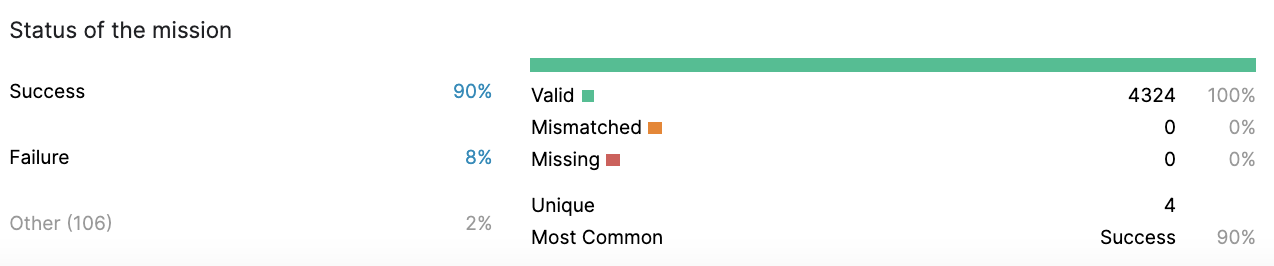 Status of the mission
Success 90%
Failure 8%
Other (106) 2%
Valid 4324 100%
Mismatched 0 0%
Missing 0 0%
Unique 4
Most Common Success 90%